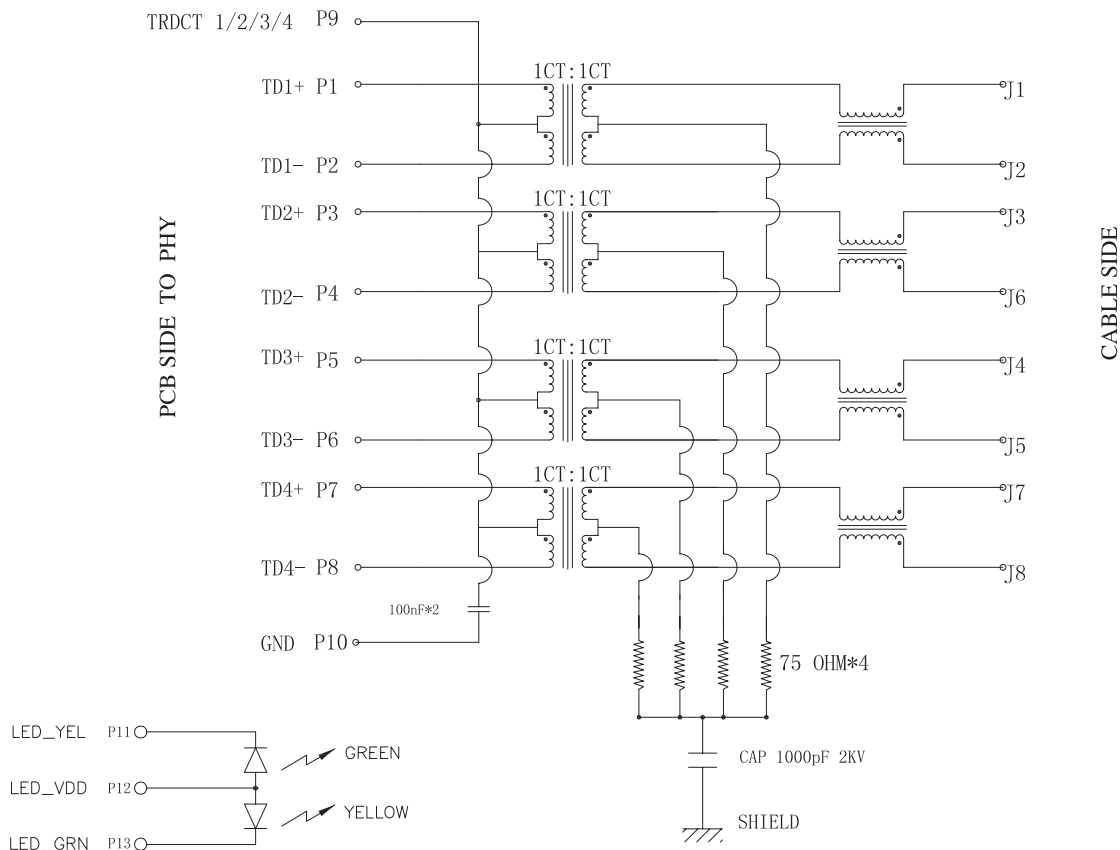 TRDCT 1/2/3/4 P9
1CT:1CT
TD1+ P1
J1
TD1- P2
J2
1CT:1CT
TD2+ P3
J3
TD2- P4
J6
PCB SIDE TO PHY
CABLE SIDE
1CT:1CT
TD3+ P5
J4
TD3- P6
J5
1CT:1CT
TD4+ P7
J7
TD4- P8
J8
100nF*2
GND P10
75 OHM*4
LED_YEL P11
GREEN
CAP 1000pF 2KV
LED_VDD P12
YELLOW
SHIELD
LED_GRN P13